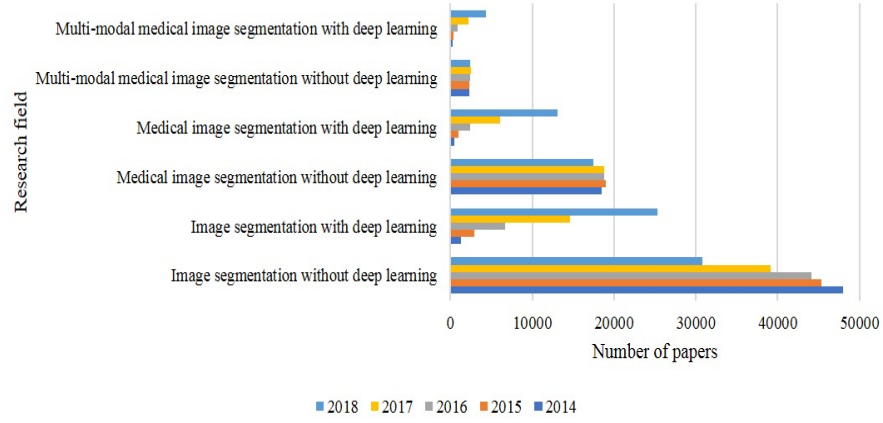 Research field
Multi-modal medical image segmentation with deep learning
Multi-modal medical image segmentation without deep learning
Medical image segmentation with deep learning
Medical image segmentation without deep learning
Image segmentation with deep learning
Image segmentation without deep learning
0 10000 20000 30000 40000 50000
Number of papers
2018 2017 2016 2015 2014